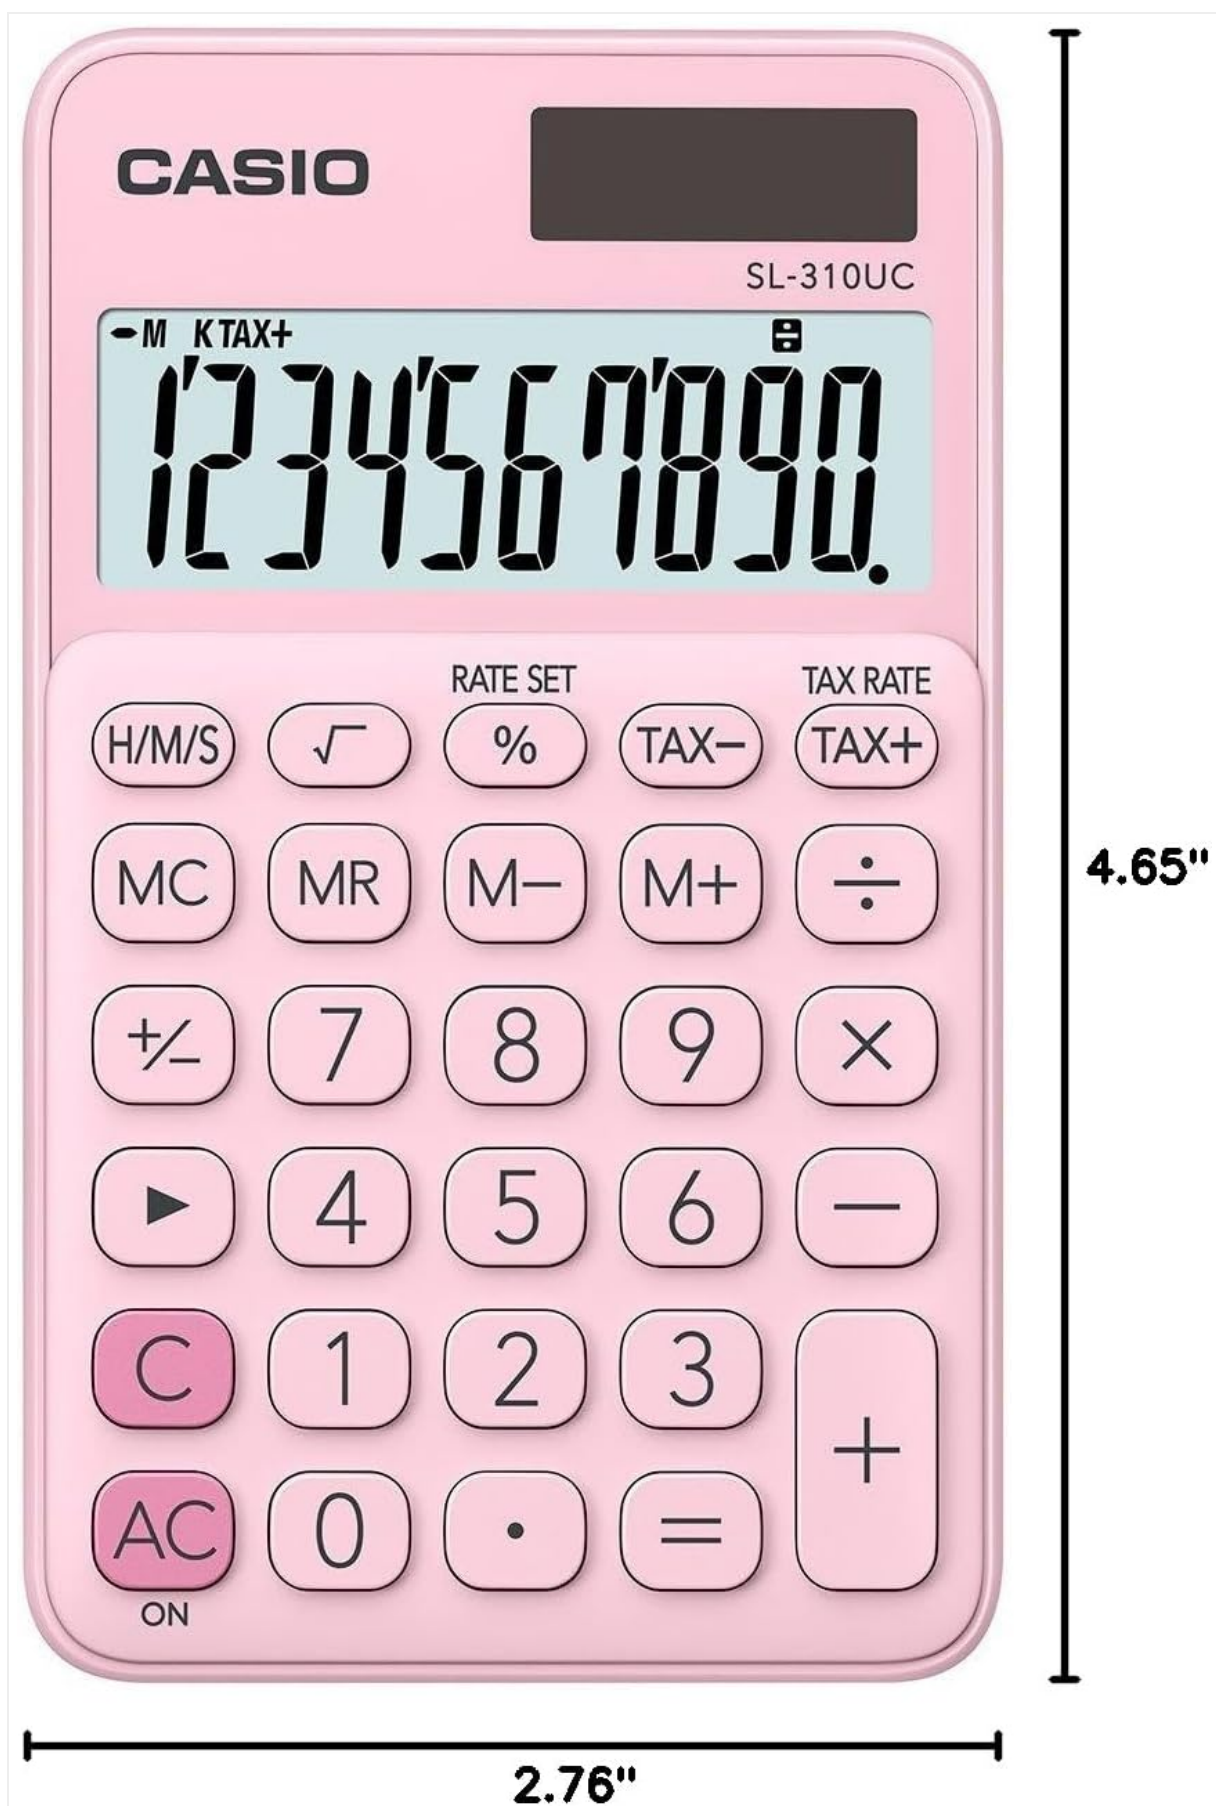 CASIO
SL-310UC
-M K TAX+ ÷
1'234'567'890.
RATE SET TAX RATE
H/M/S √ % TAX− TAX+
MC MR M− M+ ÷
+/− 7 8 9 ×
▶ 4 5 6 −
C 1 2 3
+
AC 0 · =
ON
4.65"
2.76"